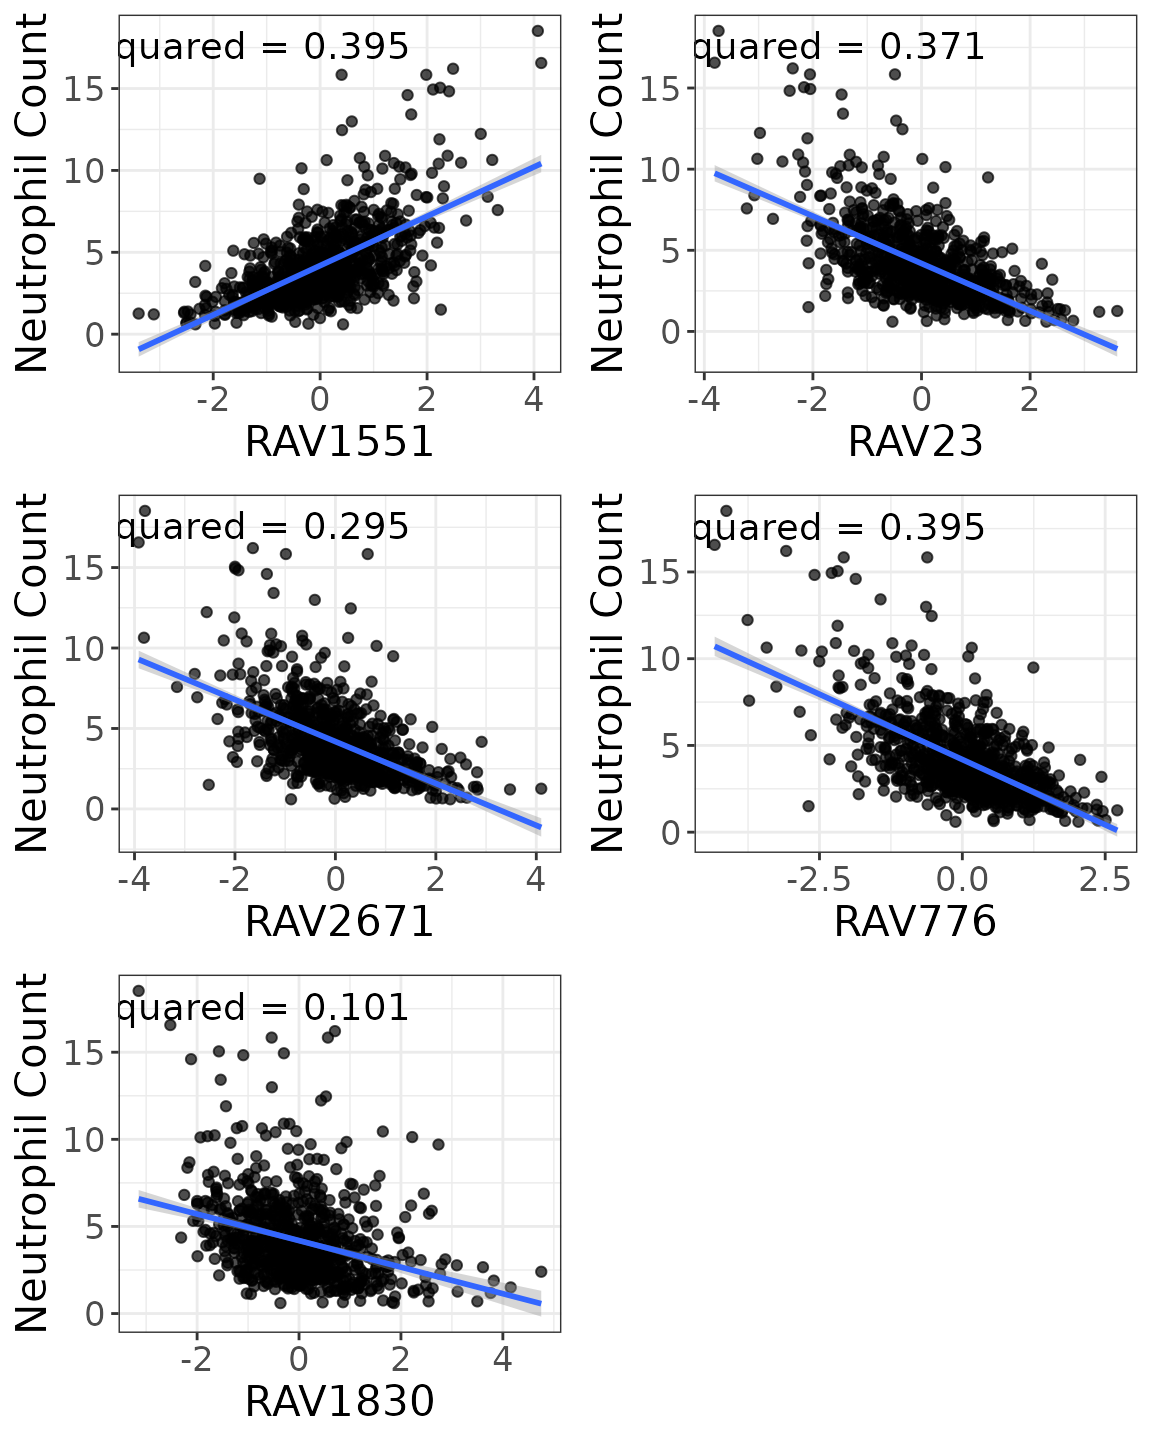 quared = 0.395
Neutrophil Count
15
10
5
0
-2 0 2 4
RAV1551
quared = 0.371
Neutrophil Count
15
10
5
0
-4 -2 0 2
RAV23
quared = 0.295
Neutrophil Count
15
10
5
0
-4 -2 0 2 4
RAV2671
quared = 0.395
Neutrophil Count
15
10
5
0
-2.5 0.0 2.5
RAV776
quared = 0.101
Neutrophil Count
15
10
5
0
-2 0 2 4
RAV1830